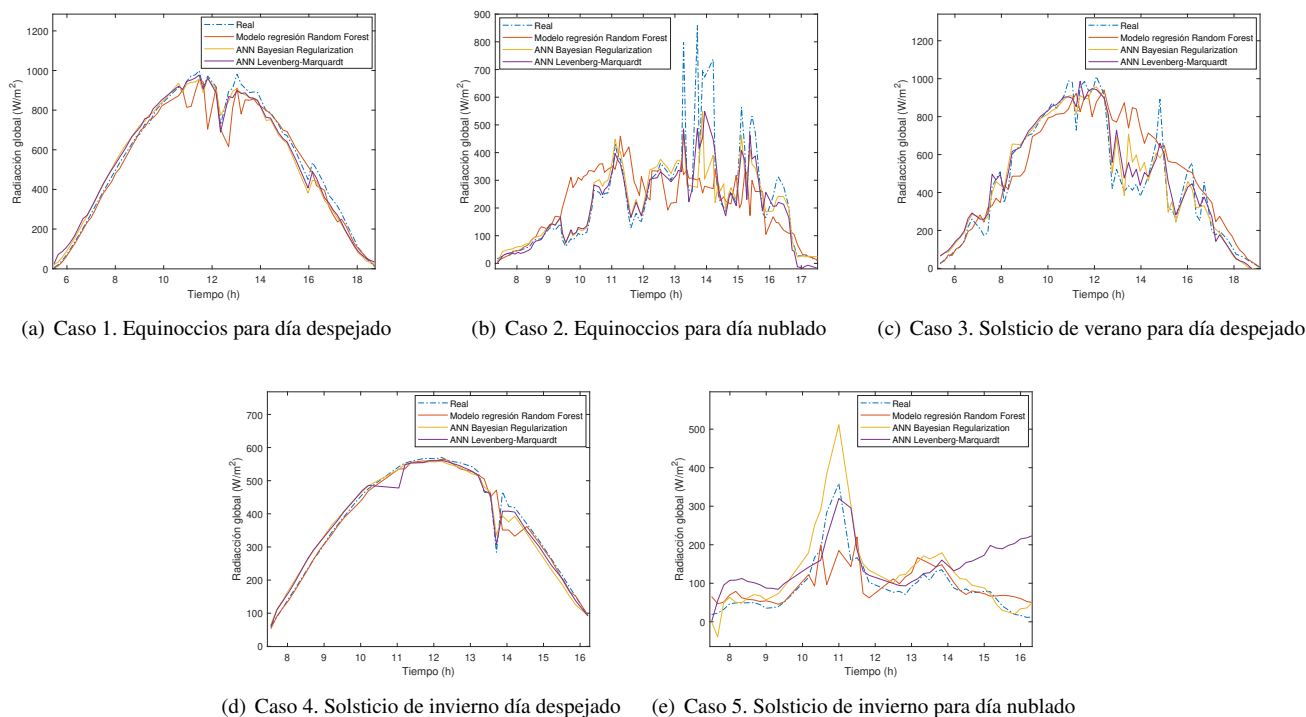 Real
Modelo regresión Random Forest
ANN Bayesian Regularization
ANN Levenberg-Marquardt
Radiacción global (W/m²)
1200
1000
800
600
400
200
0
6 8 10 12 14 16 18
Tiempo (h)
(a) Caso 1. Equinoccios para día despejado
Real
Modelo regresión Random Forest
ANN Bayesian Regularization
ANN Levenberg-Marquardt
Radiacción global (W/m²)
900
800
700
600
500
400
300
200
100
0
8 9 10 11 12 13 14 15 16 17
Tiempo (h)
(b) Caso 2. Equinoccios para día nublado
Real
Modelo regresión Random Forest
ANN Bayesian Regularization
ANN Levenberg-Marquardt
Radiacción global (W/m²)
1200
1000
800
600
400
200
0
6 8 10 12 14 16 18
Tiempo (h)
(c) Caso 3. Solsticio de verano para día despejado
Real
Modelo regresión Random Forest
ANN Bayesian Regularization
ANN Levenberg-Marquardt
Radiacción global (W/m²)
700
600
500
400
300
200
100
0
8 9 10 11 12 13 14 15 16
Tiempo (h)
(d) Caso 4. Solsticio de invierno día despejado
Real
Modelo regresión Random Forest
ANN Bayesian Regularization
ANN Levenberg-Marquardt
Radiacción global (W/m²)
500
400
300
200
100
0
8 9 10 11 12 13 14 15 16
Tiempo (h)
(e) Caso 5. Solsticio de invierno para día nublado